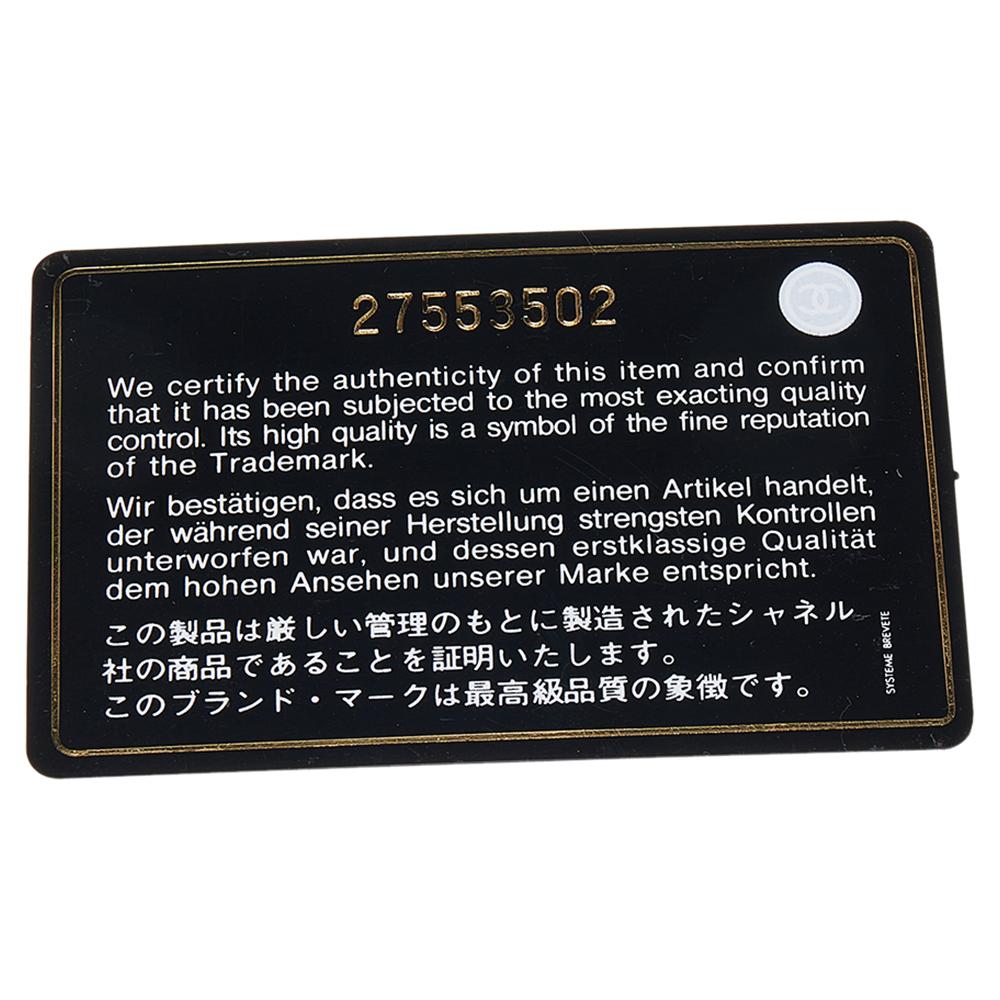 27553502
We certify the authenticity of this item and confirm
that it has been subjected to the most exacting quality
control. Its high quality is a symbol of the fine reputation
of the Trademark.
Wir bestätigen, dass es sich um einen Artikel handelt,
der während seiner Herstellung strengsten Kontrollen
unterworfen war, und dessen erstklassige Qualität
dem hohen Ansehen unserer Marke entspricht.
この製品は厳しい管理のもとに製造されたシャネル
社の商品であることを証明いたします。
このブランド・マークは最高級品質の象徴です。
SYSTEME BREVETE